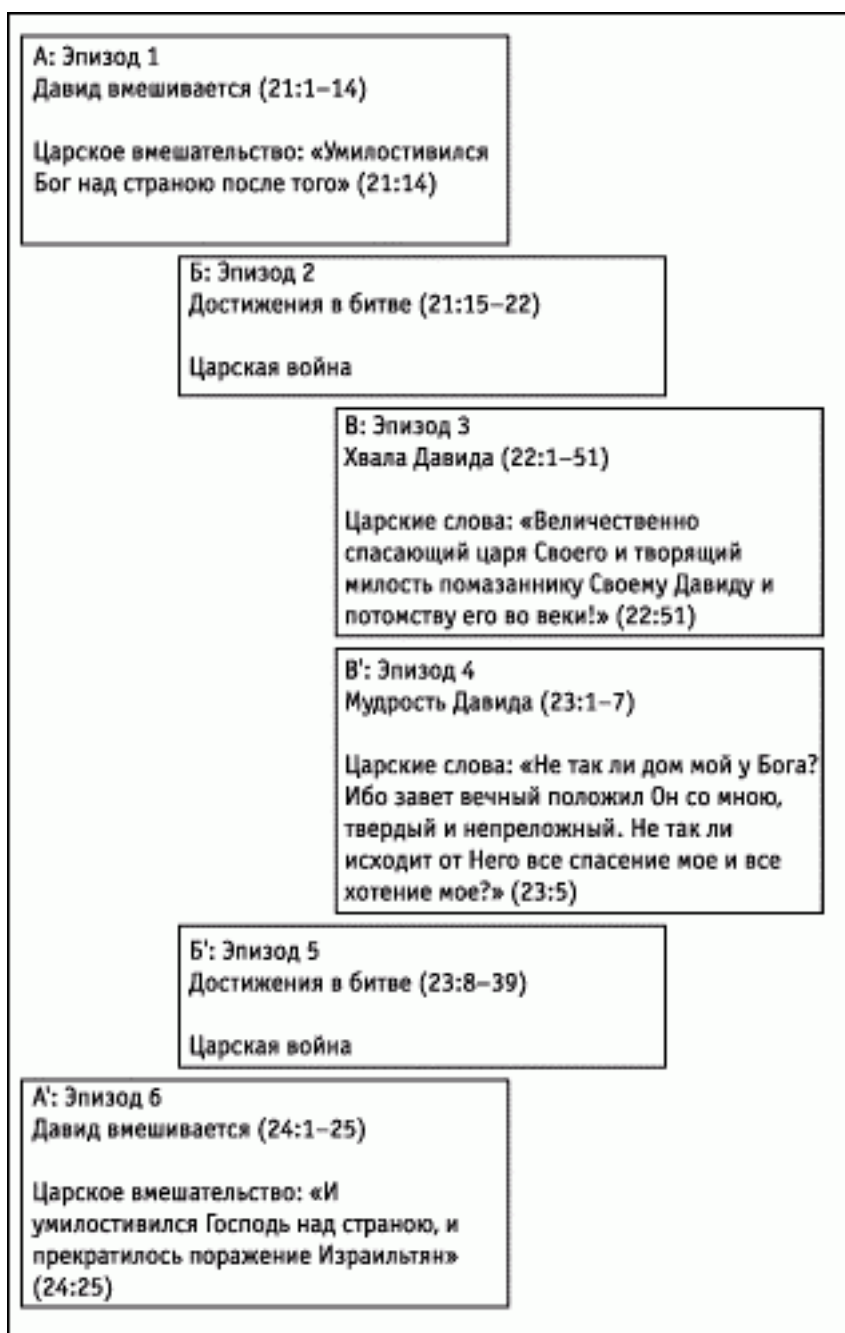 А: Эпизод 1
Давид вмешивается (21:1–14)
Царское вмешательство: «Умилостивился
Бог над страною после того» (21:14)
Б: Эпизод 2
Достижения в битве (21:15–22)
Царская война
В: Эпизод 3
Хвала Давида (22:1–51)
Царские слова: «Величественно
спасающий царя Своего и творящий
милость помазаннику Своему Давиду и
потомству его во веки!» (22:51)
В': Эпизод 4
Мудрость Давида (23:1–7)
Царские слова: «Не так ли дом мой у Бога?
Ибо завет вечный положил Он со мною,
твердый и непреложный. Не так ли
исходит от Него все спасение мое и все
хотение мое?» (23:5)
Б': Эпизод 5
Достижения в битве (23:8–39)
Царская война
А': Эпизод 6
Давид вмешивается (24:1–25)
Царское вмешательство: «И
умилостивился Господь над страною, и
прекратилось поражение Израильтян»
(24:25)